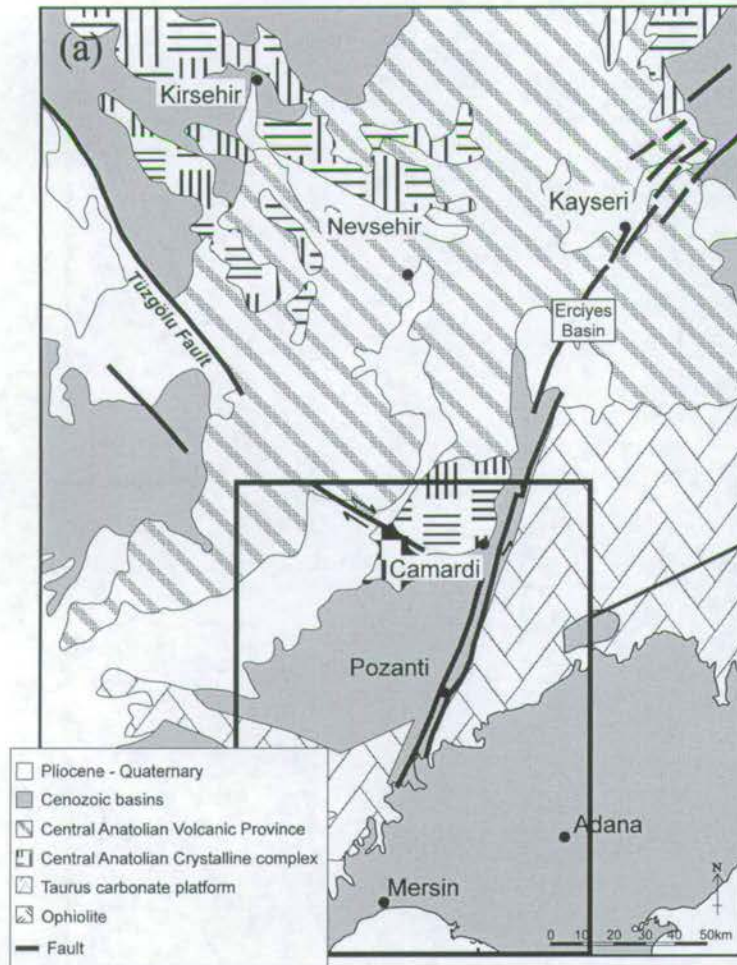 (a)
Kirsehir
Kayseri
Nevsehir
Tüzgölu Fault
Erciyes
Basin
Camardi
Pozanti
Pliocene - Quaternary
Cenozoic basins
Central Anatolian Volcanic Province
Central Anatolian Crystalline complex
Taurus carbonate platform
Ophiolite
Fault
Adana
Mersin
N
0 10 20 30 40 50km